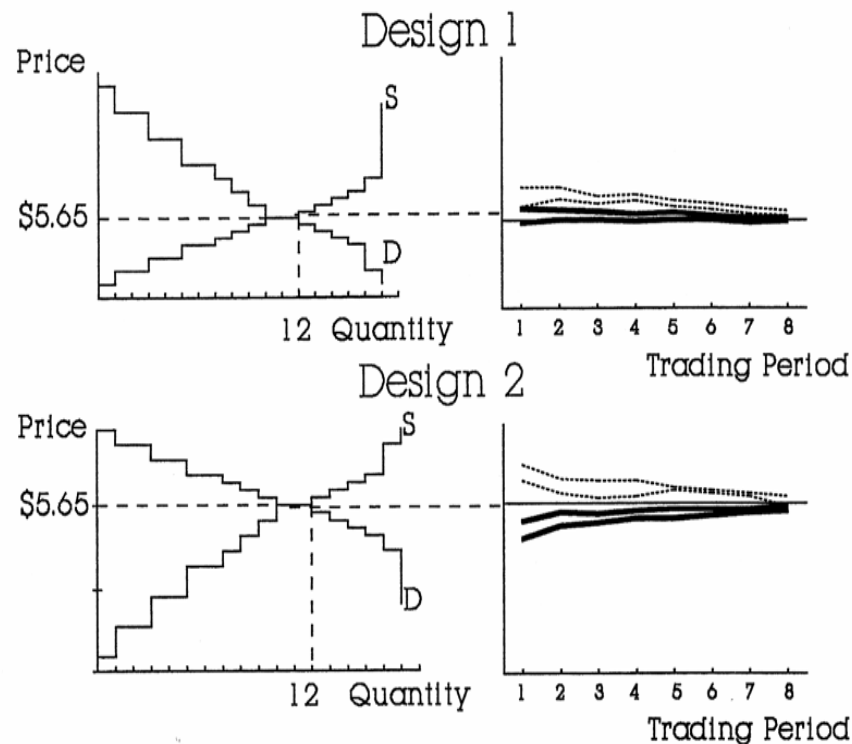 Design 1
Price
S
$5.65
D
12 Quantity
1 2 3 4 5 6 7 8
Trading Period
Design 2
Price
S
$5.65
D
12 Quantity
1 2 3 4 5 6 7 8
Trading Period